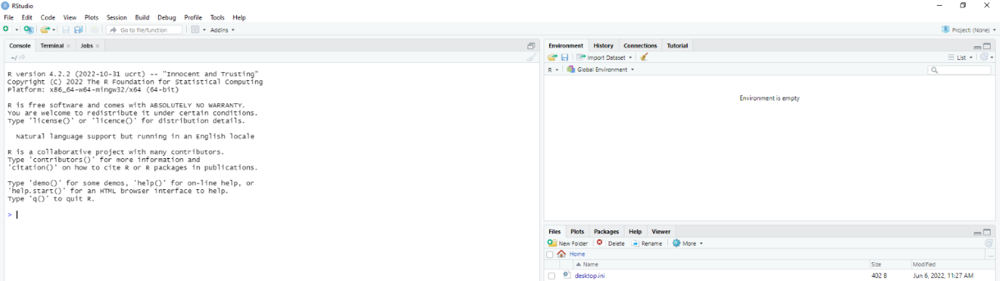 RStudio
File Edit Code View Plots Session Build Debug Profile Tools Help
Go to file/function Addins Project: (None)
Console Terminal Jobs
~/
R version 4.2.2 (2022-10-31 ucrt) -- "Innocent and Trusting"
Copyright (C) 2022 The R Foundation for Statistical Computing
Platform: x86_64-w64-mingw32/x64 (64-bit)
R is free software and comes with ABSOLUTELY NO WARRANTY.
You are welcome to redistribute it under certain conditions.
Type 'license()' or 'licence()' for distribution details.
Natural language support but running in an English locale
R is a collaborative project with many contributors.
Type 'contributors()' for more information and
'citation()' on how to cite R or R packages in publications.
Type 'demo()' for some demos, 'help()' for on-line help, or
'help.start()' for an HTML browser interface to help.
Type 'q()' to quit R.
>
Environment History Connections Tutorial
Import Dataset List
R Global Environment
Environment is empty
Files Plots Packages Help Viewer
New Folder Delete Rename More
Home
Name Size Modified
desktop.ini 402 B Jun 6, 2022, 11:27 AM